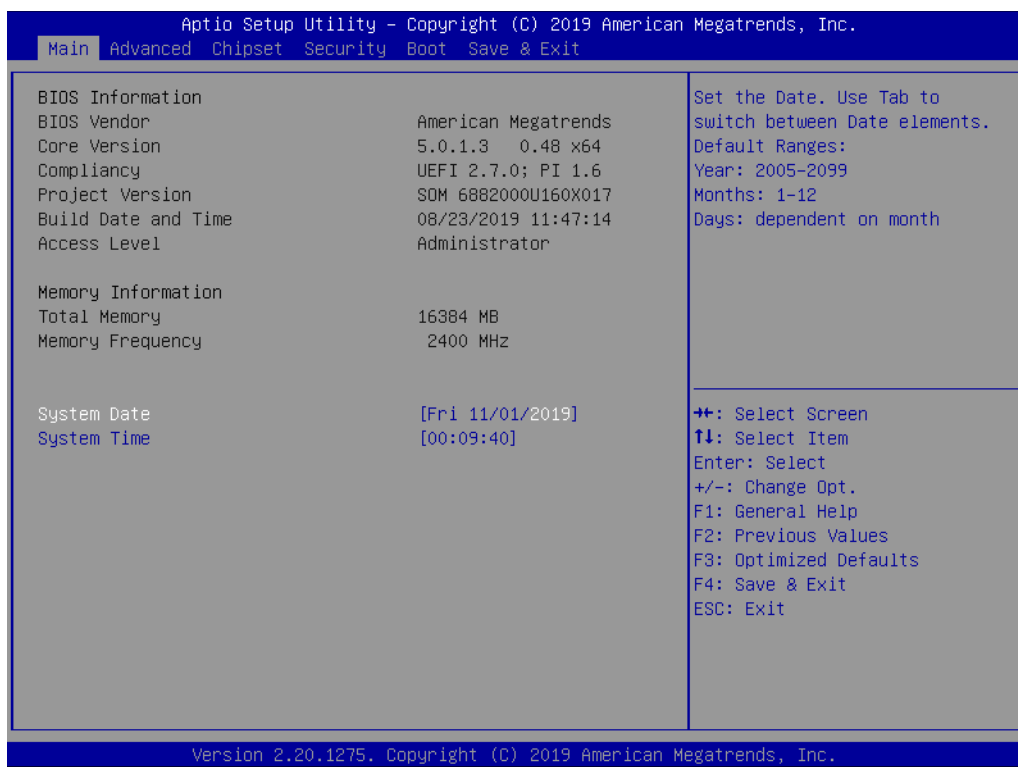 Aptio Setup Utility – Copyright (C) 2019 American Megatrends, Inc.
Main Advanced Chipset Security Boot Save & Exit
BIOS Information
BIOS Vendor American Megatrends
Core Version 5.0.1.3 0.48 x64
Compliancy UEFI 2.7.0; PI 1.6
Project Version SOM 6882000U160X017
Build Date and Time 08/23/2019 11:47:14
Access Level Administrator
Memory Information
Total Memory 16384 MB
Memory Frequency 2400 MHz
System Date [Fri 11/01/2019]
System Time [00:09:40]
Set the Date. Use Tab to
switch between Date elements.
Default Ranges:
Year: 2005-2099
Months: 1-12
Days: dependent on month
→←: Select Screen
↑↓: Select Item
Enter: Select
+/-: Change Opt.
F1: General Help
F2: Previous Values
F3: Optimized Defaults
F4: Save & Exit
ESC: Exit
Version 2.20.1275. Copyright (C) 2019 American Megatrends, Inc.